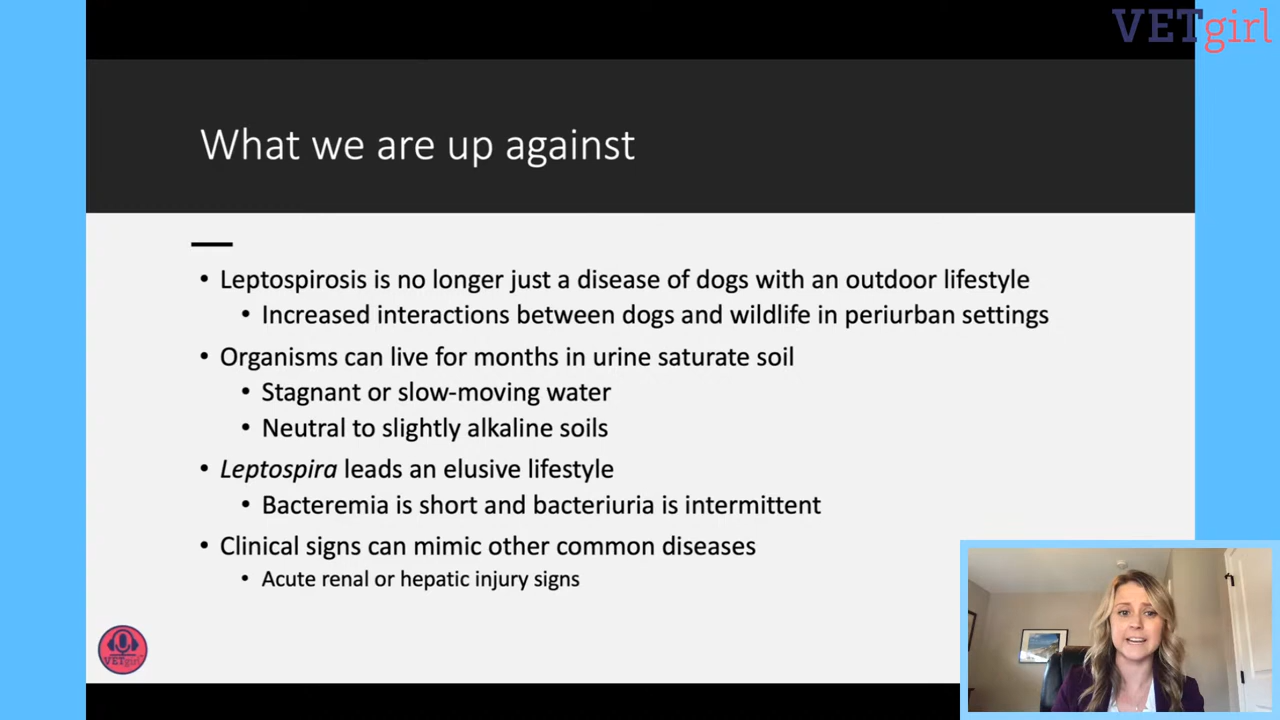 VETgirl
What we are up against
• Leptospirosis is no longer just a disease of dogs with an outdoor lifestyle
• Increased interactions between dogs and wildlife in periurban settings
• Organisms can live for months in urine saturate soil
• Stagnant or slow-moving water
• Neutral to slightly alkaline soils
• Leptospira leads an elusive lifestyle
• Bacteremia is short and bacteriuria is intermittent
• Clinical signs can mimic other common diseases
• Acute renal or hepatic injury signs
VETgirl